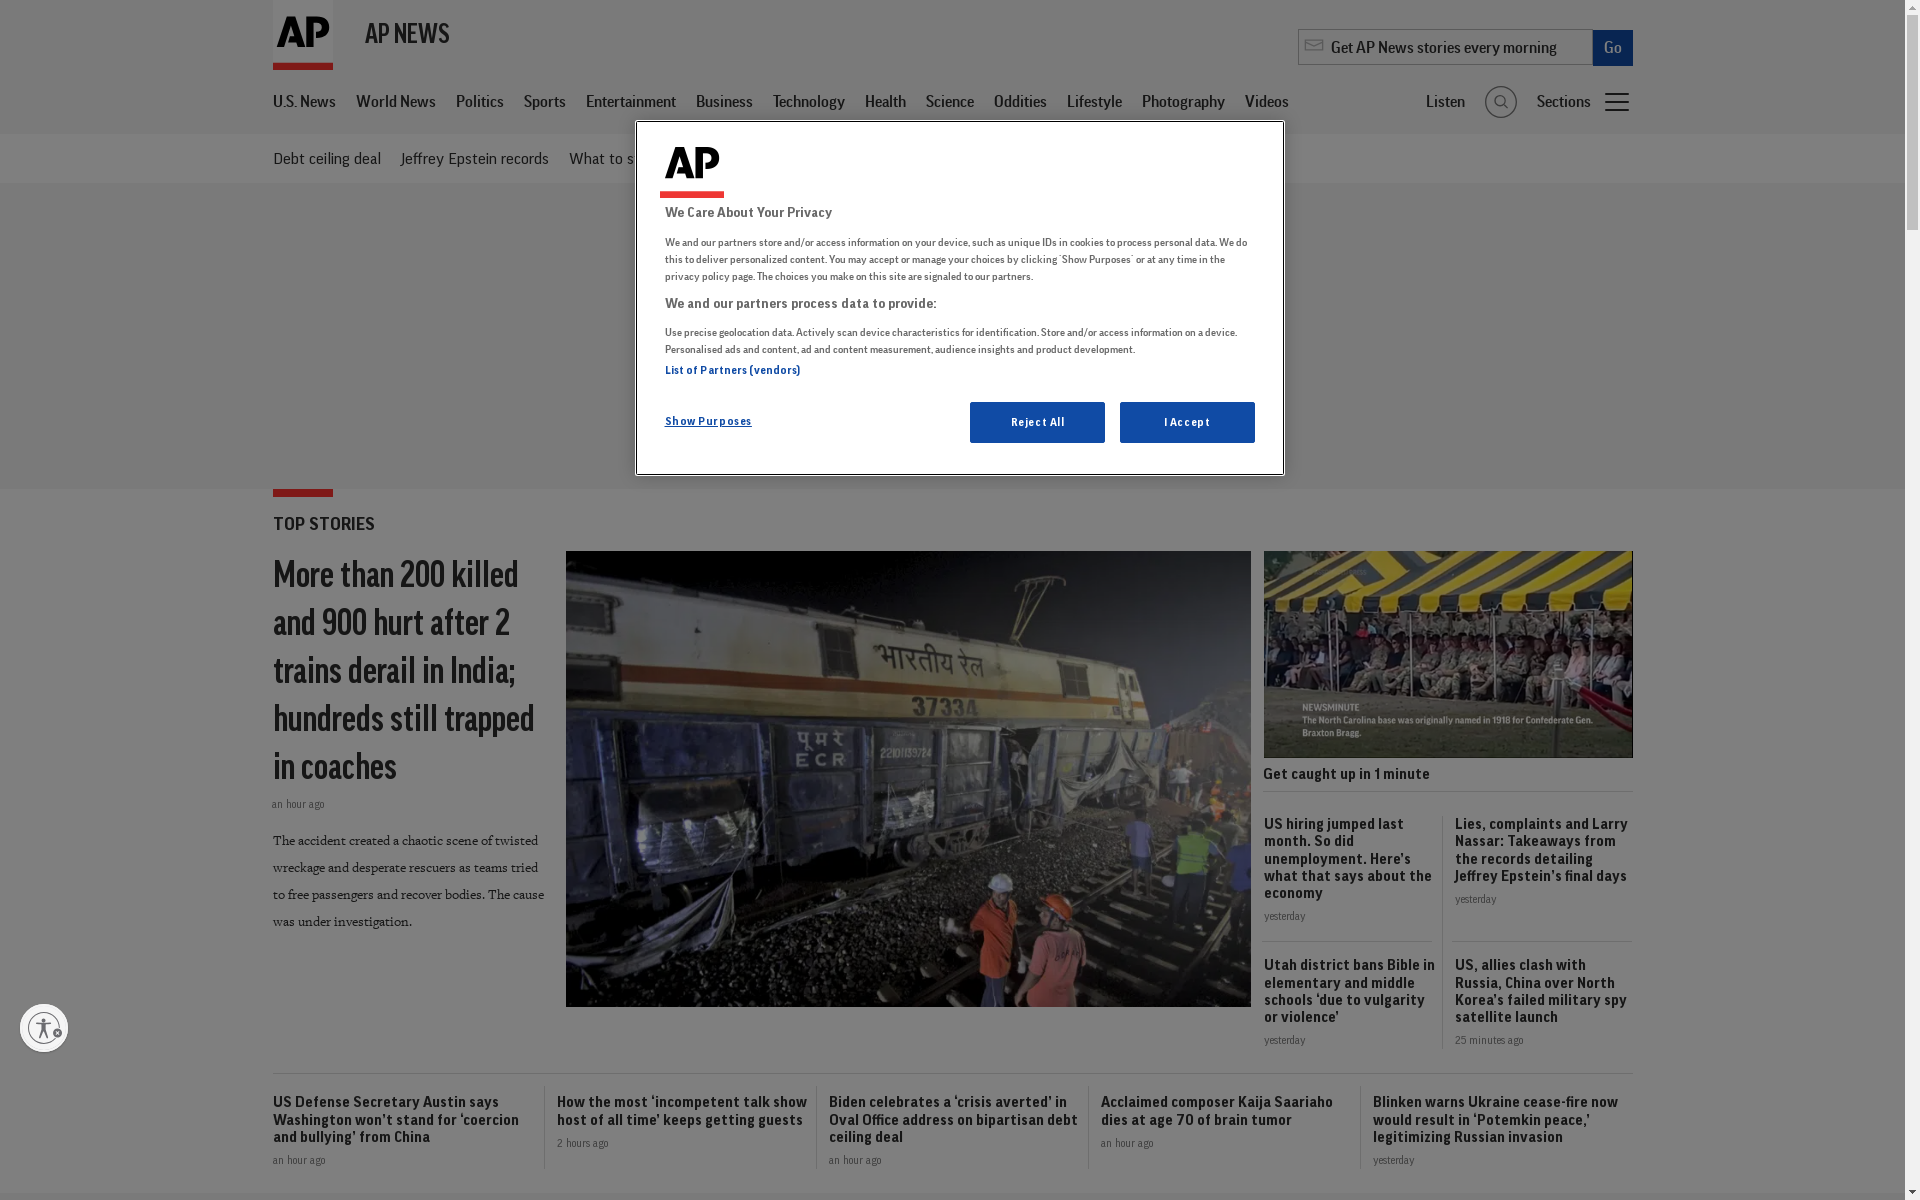 AP
AP NEWS
Get AP News stories every morning
Go
U.S. News
World News
Politics
Sports
Entertainment
Business
Technology
Health
Science
Oddities
Lifestyle
Photography
Videos
Listen
Sections
Debt ceiling deal
Jeffrey Epstein records
What to s
AP
We Care About Your Privacy
We and our partners store and/or access information on your device, such as unique IDs in cookies to process personal data. We do
this to deliver personalized content. You may accept or manage your choices by clicking `Show Purposes` or at any time in the
privacy policy page. The choices you make on this site are signaled to our partners.
We and our partners process data to provide:
Use precise geolocation data. Actively scan device characteristics for identification. Store and/or access information on a device.
Personalised ads and content, ad and content measurement, audience insights and product development.
List of Partners (vendors)
Show Purposes
Reject All
I Accept
TOP STORIES
More than 200 killed
and 900 hurt after 2
trains derail in India;
hundreds still trapped
in coaches
an hour ago
The accident created a chaotic scene of twisted
wreckage and desperate rescuers as teams tried
to free passengers and recover bodies. The cause
was under investigation.
भारतीय रेल
37334
पूमरे
ECR
22101139724
NEWSMINUTE
The North Carolina base was originally named in 1918 for Confederate Gen.
Braxton Bragg.
Get caught up in 1 minute
US hiring jumped last
month. So did
unemployment. Here’s
what that says about the
economy
yesterday
Lies, complaints and Larry
Nassar: Takeaways from
the records detailing
Jeffrey Epstein’s final days
yesterday
Utah district bans Bible in
elementary and middle
schools ‘due to vulgarity
or violence’
yesterday
US, allies clash with
Russia, China over North
Korea’s failed military spy
satellite launch
25 minutes ago
US Defense Secretary Austin says
Washington won’t stand for ‘coercion
and bullying’ from China
an hour ago
How the most ‘incompetent talk show
host of all time’ keeps getting guests
2 hours ago
Biden celebrates a ‘crisis averted’ in
Oval Office address on bipartisan debt
ceiling deal
an hour ago
Acclaimed composer Kaija Saariaho
dies at age 70 of brain tumor
an hour ago
Blinken warns Ukraine cease-fire now
would result in ‘Potemkin peace,’
legitimizing Russian invasion
yesterday